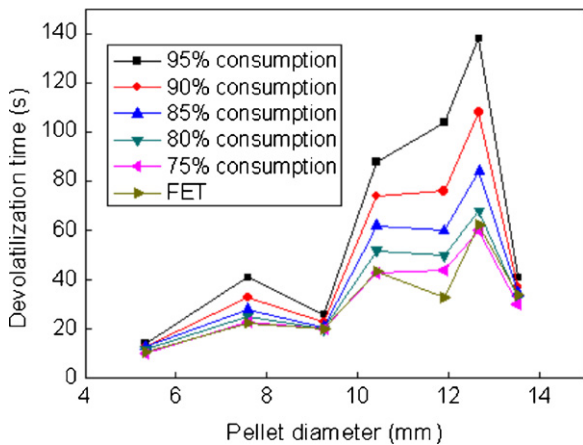 140
120
100
80
60
40
20
0
Devolatilization time (s)
95% consumption
90% consumption
85% consumption
80% consumption
75% consumption
FET
4 6 8 10 12 14
Pellet diameter (mm)